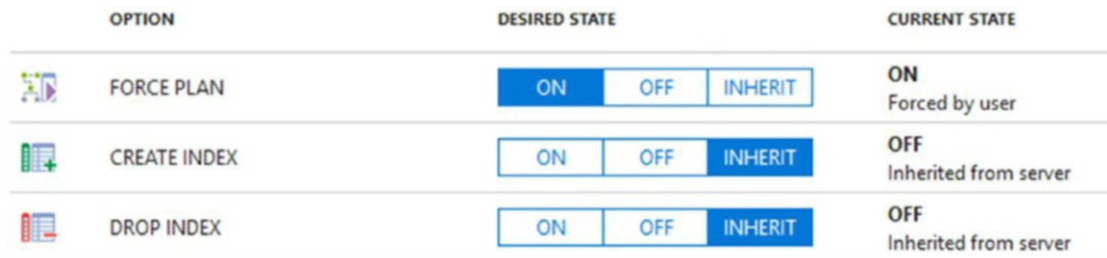 OPTION DESIRED STATE CURRENT STATE
FORCE PLAN ON OFF INHERIT ON
Forced by user
CREATE INDEX ON OFF INHERIT OFF
Inherited from server
DROP INDEX ON OFF INHERIT OFF
Inherited from server